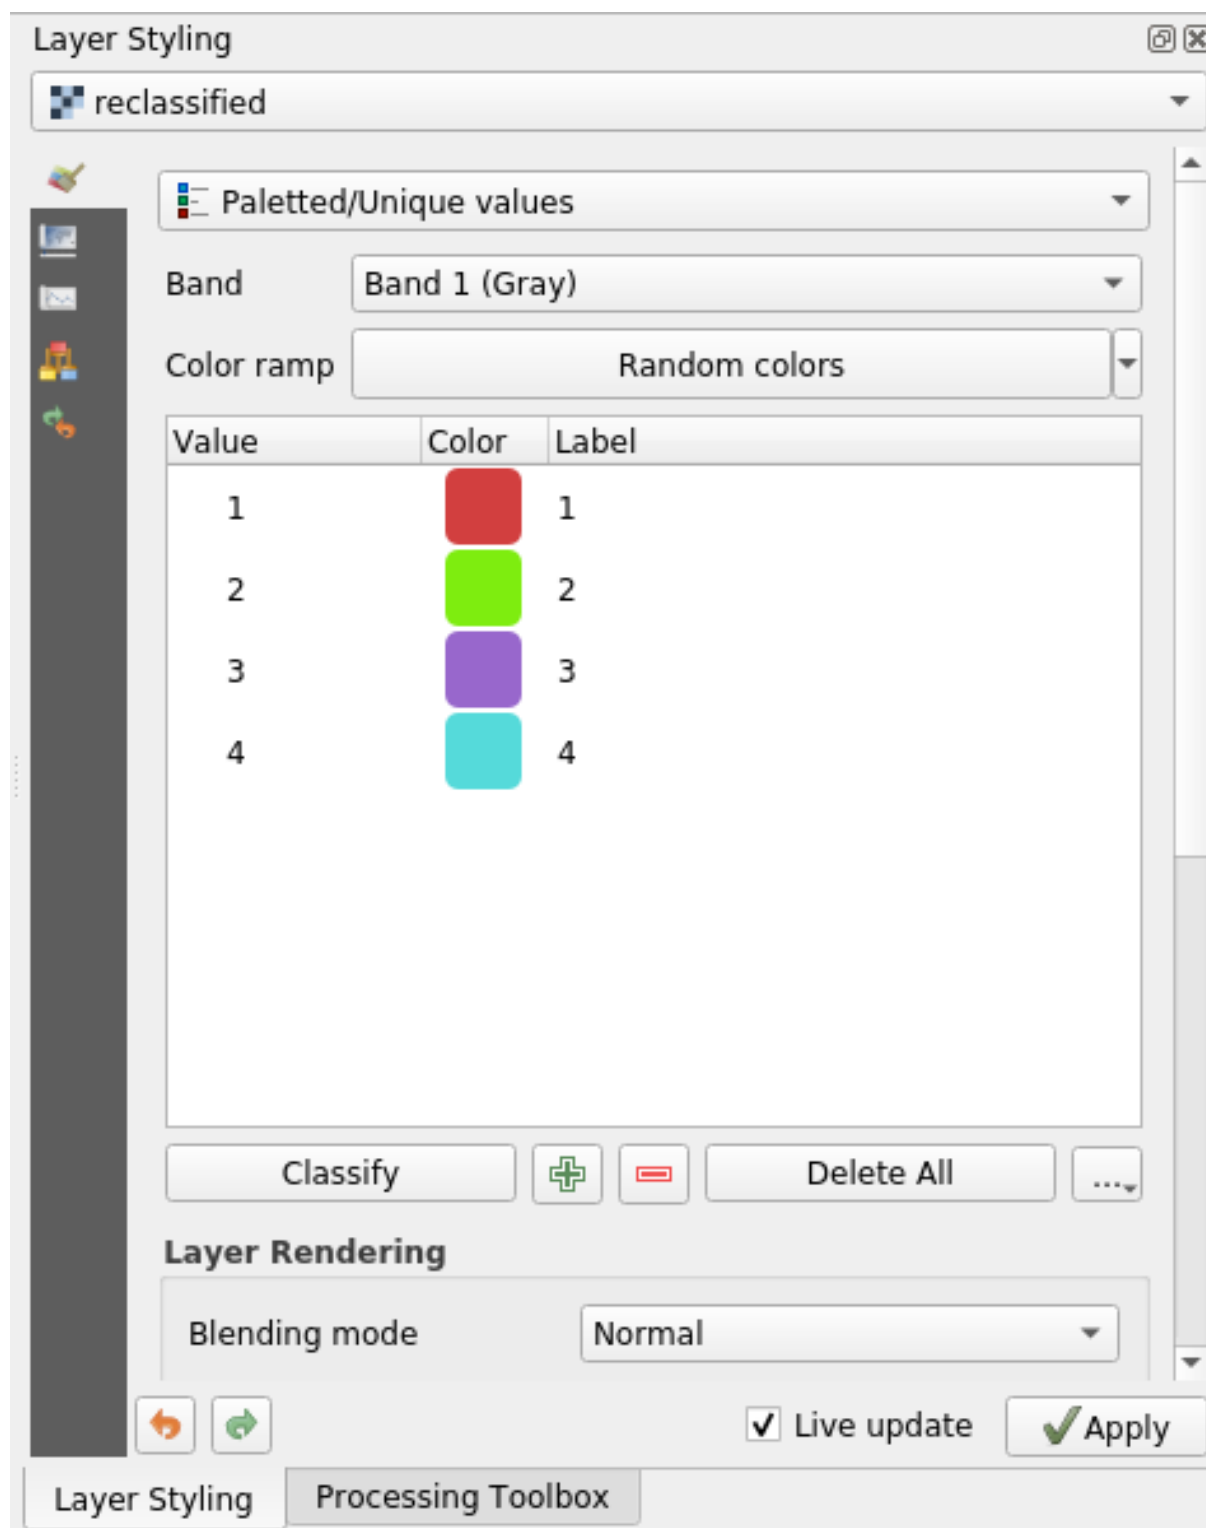 Layer Styling
reclassified
Paletted/Unique values
Band Band 1 (Gray)
Color ramp Random colors
Value Color Label
1 1
2 2
3 3
4 4
Classify Delete All ...
Layer Rendering
Blending mode Normal
Live update Apply
Layer Styling Processing Toolbox